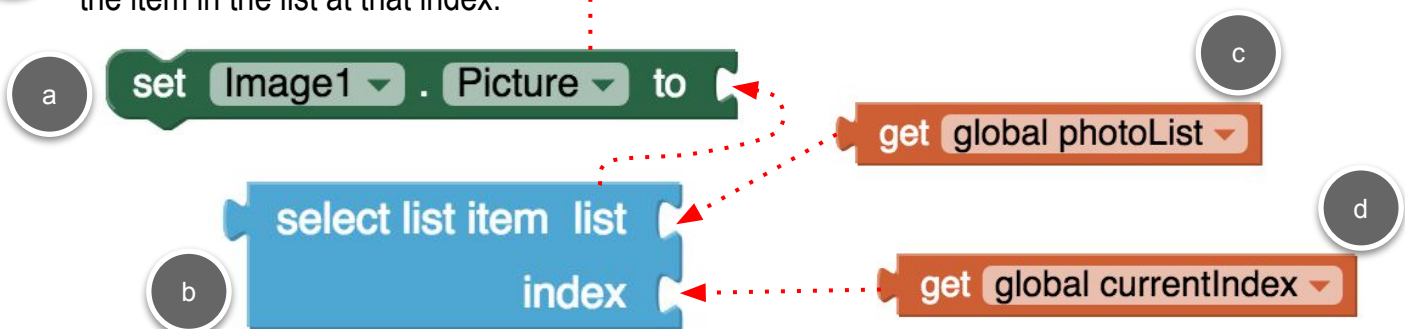 the item in the list at that index.
c
a set Image1 . Picture to
get global photoList
select list item list
d
b index
get global currentIndex